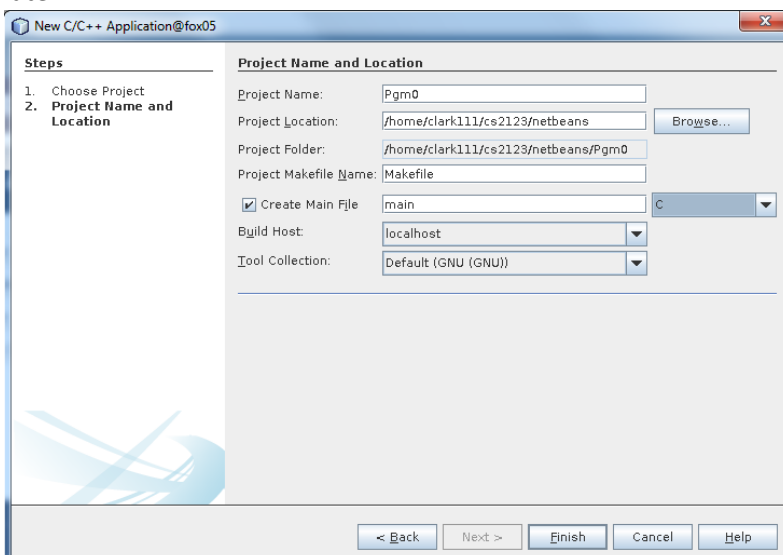 New C/C++ Application@fox05
Steps
1. Choose Project
2. Project Name and
Location
Project Name and Location
Project Name: Pgm0
Project Location: /home/clark111/cs2123/netbeans Browse...
Project Folder: /home/clark111/cs2123/netbeans/Pgm0
Project Makefile Name: Makefile
Create Main File main C
Build Host: localhost
Tool Collection: Default (GNU (GNU))
< Back Next > Finish Cancel Help